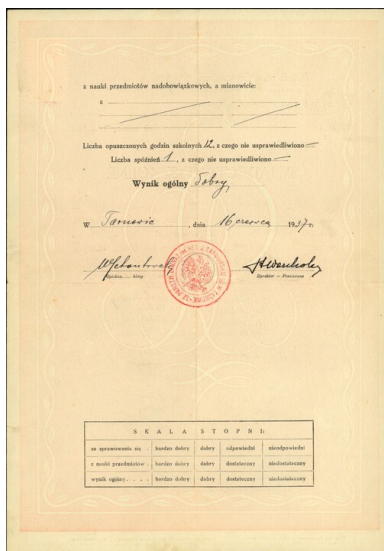 z nauki przedmiotów nadobowiązkowych, a mianowicie:
z
Liczba opuszczonych godzin szkolnych 12, z czego nie usprawiedliwiono —
Liczba spóźnień 1, z czego nie usprawiedliwiono —
Wynik ogólny dobry
W Tarnowie, dnia 16 czerwca 1937 r.
klasy
Dyrektor
SKALA STOPNI:
ze sprawowania się . bardzo dobry dobry odpowiedni nieodpowiedni
z nauki przedmiotów . bardzo dobry dobry dostateczny niedostateczny
wynik ogólny. . . . bardzo dobry dobry dostateczny niedostateczny